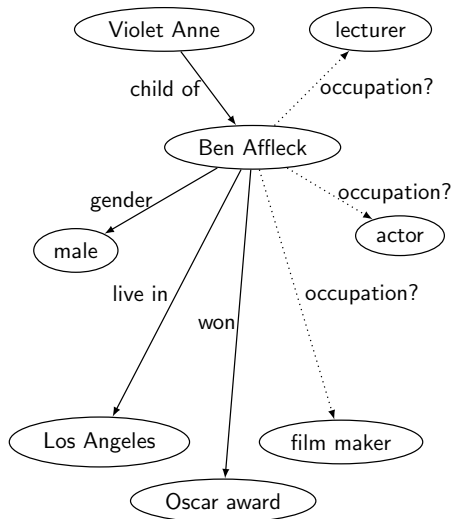 Violet Anne
lecturer
child of
occupation?
Ben Affleck
gender
occupation?
male
actor
live in
occupation?
won
Los Angeles
film maker
Oscar award